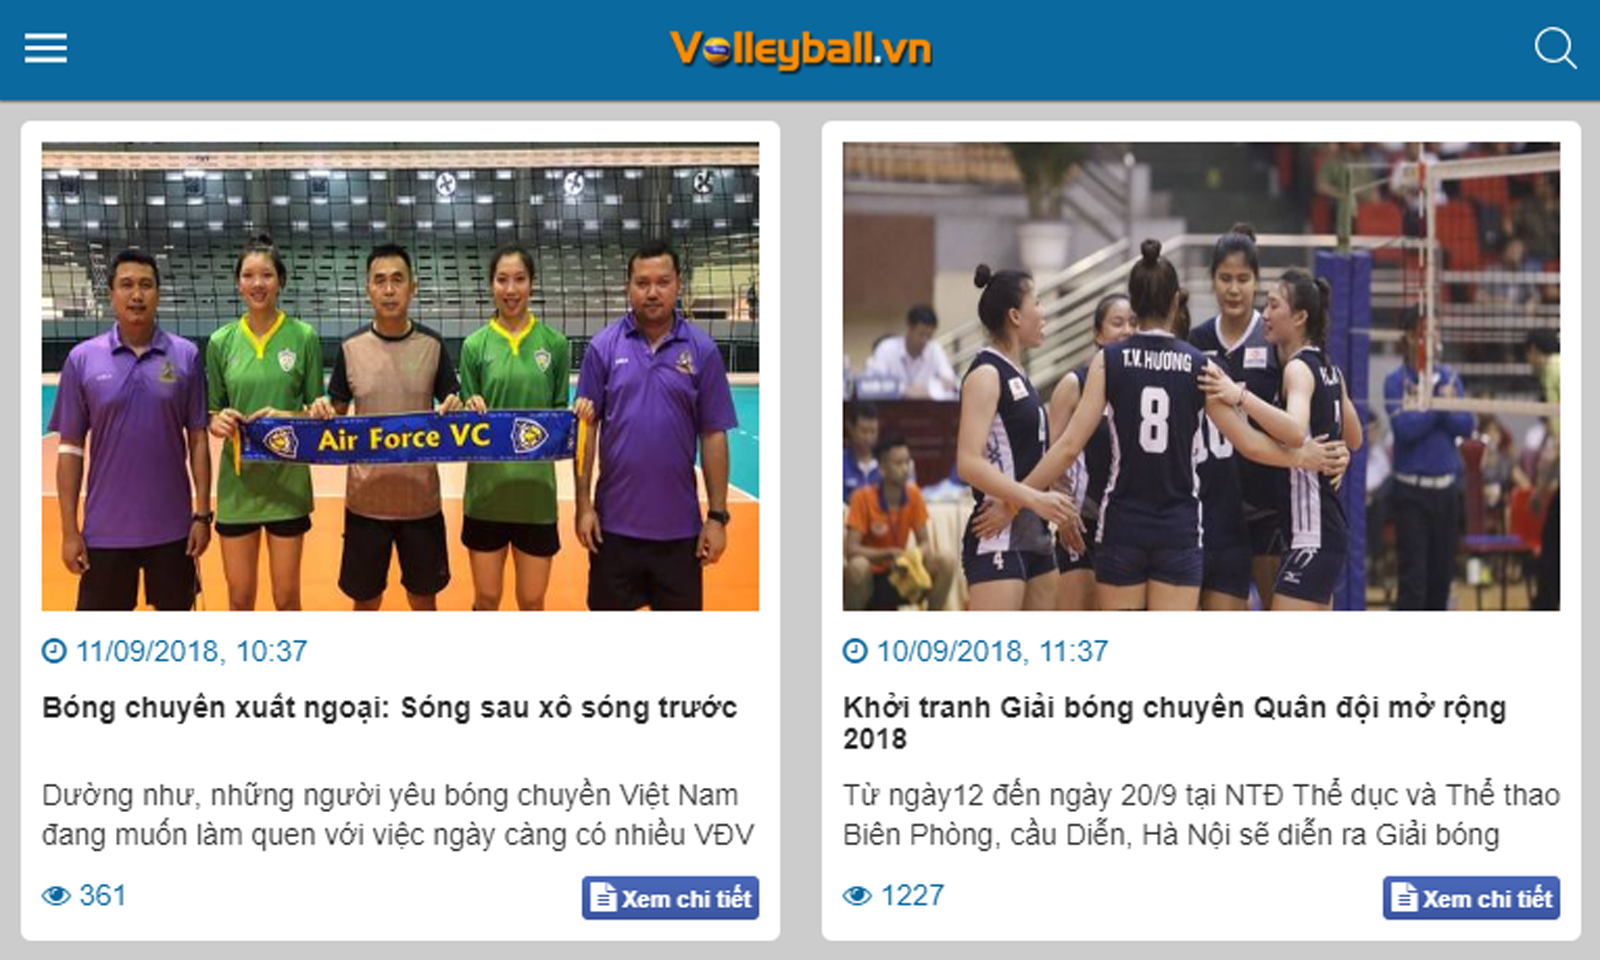 Volleyball.vn
Air Force VC
T.V. HƯƠNG
8
4
11/09/2018, 10:37
Bóng chuyền xuất ngoại: Sóng sau xô sóng trước
Dường như, những người yêu bóng chuyền Việt Nam
đang muốn làm quen với việc ngày càng có nhiều VĐV
361
Xem chi tiết
10/09/2018, 11:37
Khởi tranh Giải bóng chuyền Quân đội mở rộng
2018
Từ ngày12 đến ngày 20/9 tại NTĐ Thể dục và Thể thao
Biên Phòng, cầu Diễn, Hà Nội sẽ diễn ra Giải bóng
1227
Xem chi tiết